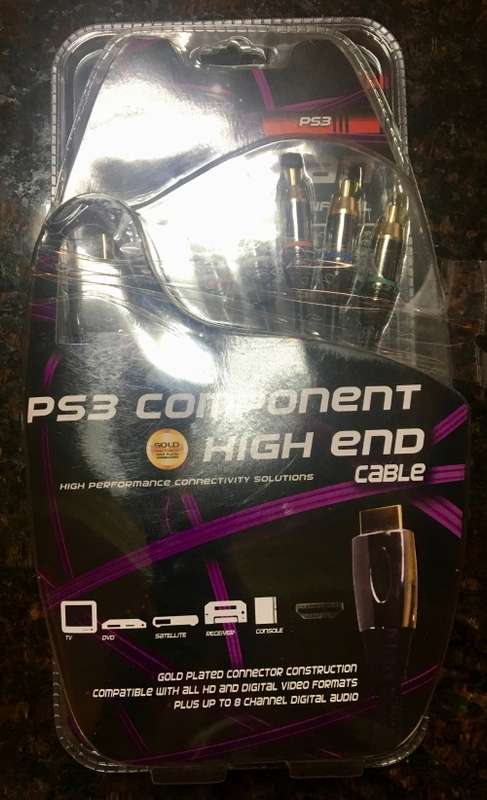 PS3
PS3 COMPONENT
GOLD
HIGH END
CABLE
HIGH PERFORMANCE CONNECTIVITY SOLUTIONS
TV
DVD
SATELLITE
RECEIVER
CONSOLE
GOLD PLATED CONNECTOR CONSTRUCTION
· COMPATIBLE WITH ALL HD AND DIGITAL VIDEO FORMATS
· PLUS UP TO 8 CHANNEL DIGITAL AUDIO